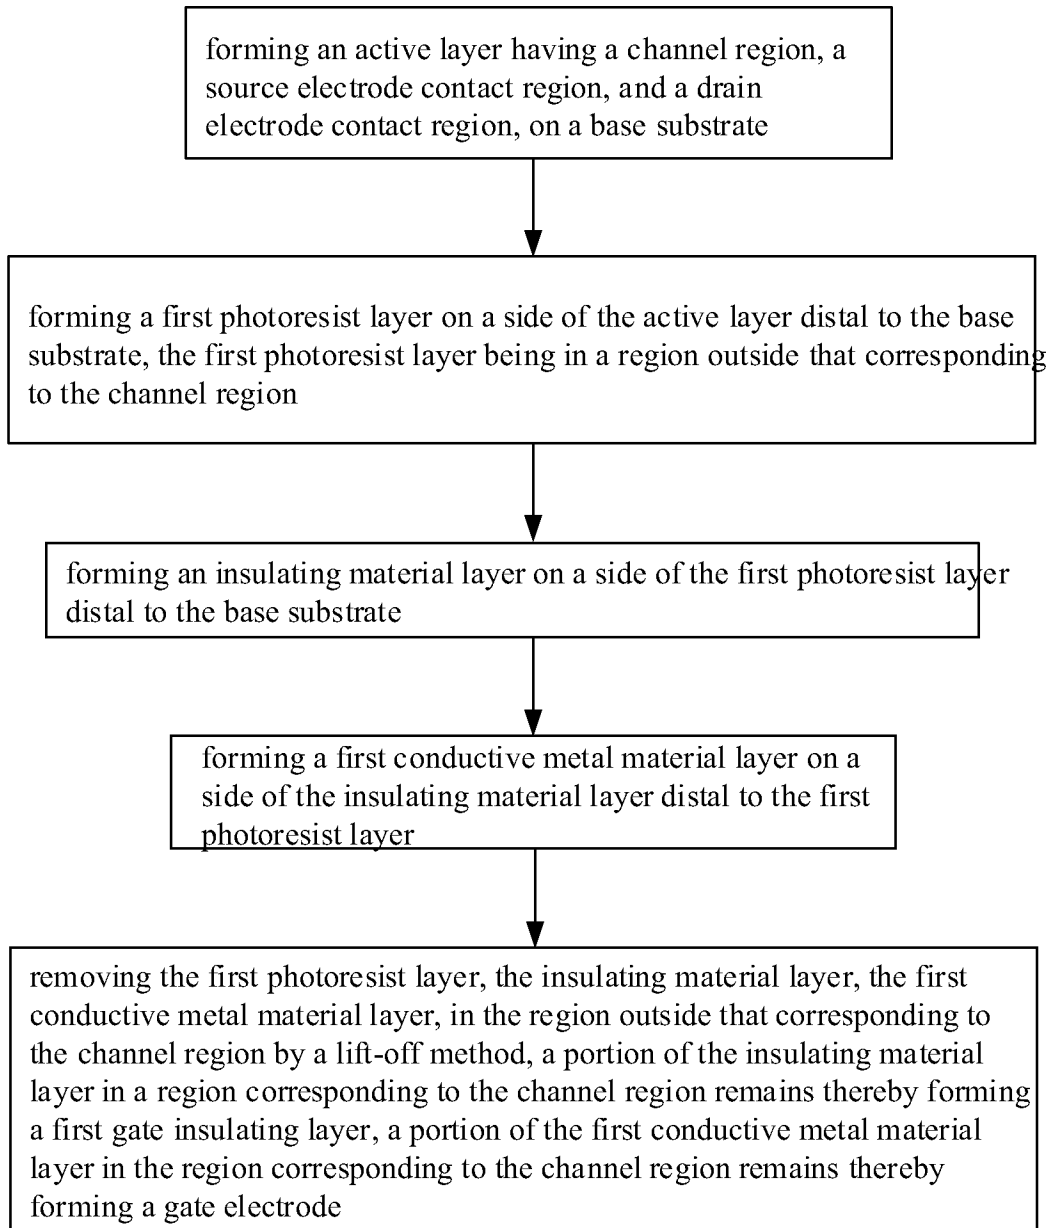 forming an active layer having a channel region, a
source electrode contact region, and a drain
electrode contact region, on a base substrate
forming a first photoresist layer on a side of the active layer distal to the base
substrate, the first photoresist layer being in a region outside that corresponding
to the channel region
forming an insulating material layer on a side of the first photoresist layer
distal to the base substrate
forming a first conductive metal material layer on a
side of the insulating material layer distal to the first
photoresist layer
removing the first photoresist layer, the insulating material layer, the first
conductive metal material layer, in the region outside that corresponding to
the channel region by a lift-off method, a portion of the insulating material
layer in a region corresponding to the channel region remains thereby forming
a first gate insulating layer, a portion of the first conductive metal material
layer in the region corresponding to the channel region remains thereby
forming a gate electrode